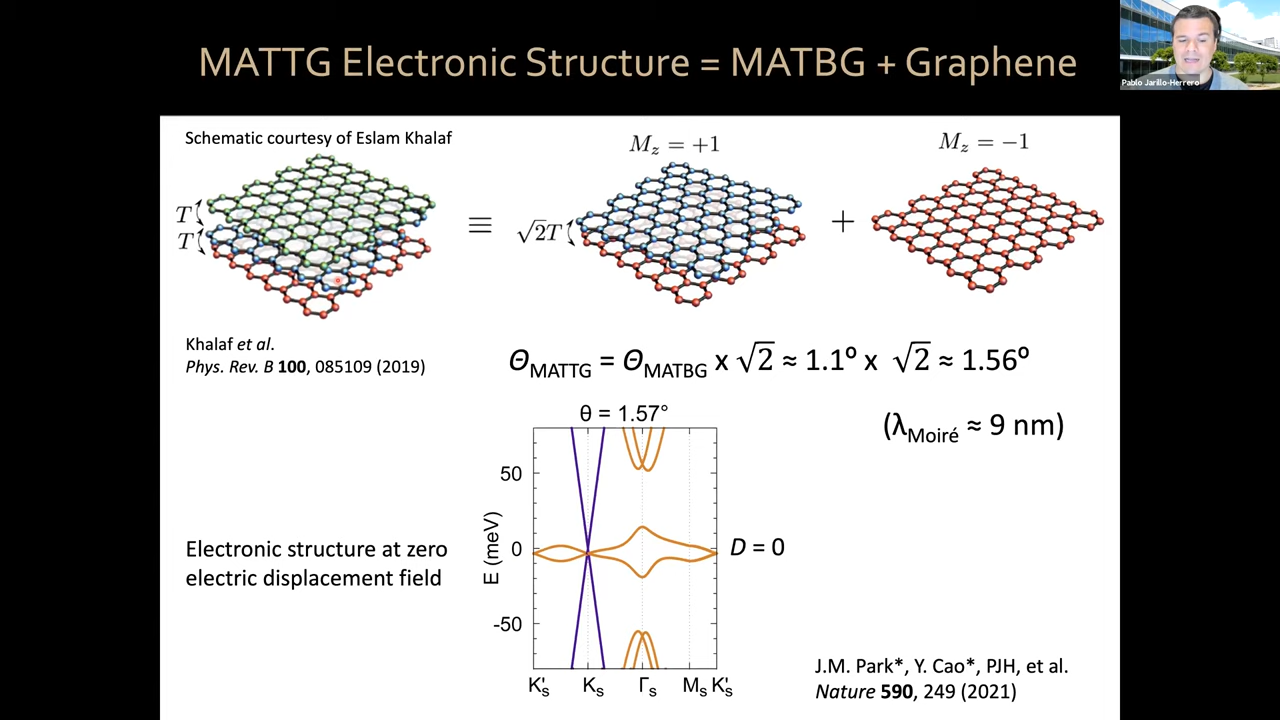 MATTG Electronic Structure = MATBG + Graphene
Pablo Jarillo-Herrero
Schematic courtesy of Eslam Khalaf
M_z = +1
M_z = −1
T
T
≡
√2T
+
Khalaf et al.
Phys. Rev. B 100, 085109 (2019)
Θ_MATTG = Θ_MATBG x √2 ≈ 1.1º x √2 ≈ 1.56º
(λ_Moiré ≈ 9 nm)
θ = 1.57°
50
0
-50
E (meV)
K'_s K_s Γ_s M_s K'_s
D = 0
Electronic structure at zero
electric displacement field
J.M. Park*, Y. Cao*, PJH, et al.
Nature 590, 249 (2021)